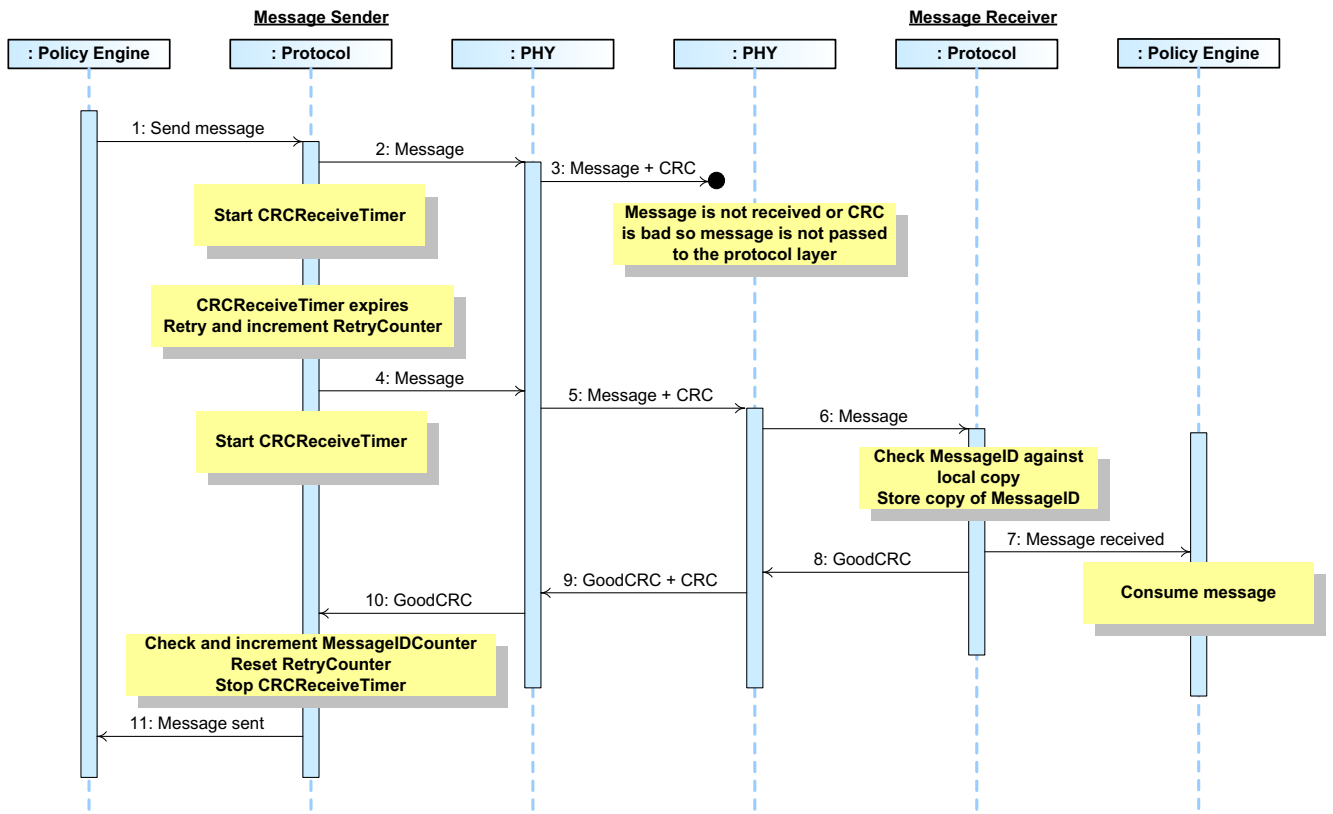 Message Sender
Message Receiver
: Policy Engine
: Protocol
: PHY
: PHY
: Protocol
: Policy Engine
1: Send message
2: Message
3: Message + CRC
Start CRCReceiveTimer
Message is not received or CRC
is bad so message is not passed
to the protocol layer
CRCReceiveTimer expires
Retry and increment RetryCounter
4: Message
5: Message + CRC
6: Message
Start CRCReceiveTimer
Check MessageID against
local copy
Store copy of MessageID
7: Message received
8: GoodCRC
9: GoodCRC + CRC
Consume message
10: GoodCRC
Check and increment MessageIDCounter
Reset RetryCounter
Stop CRCReceiveTimer
11: Message sent